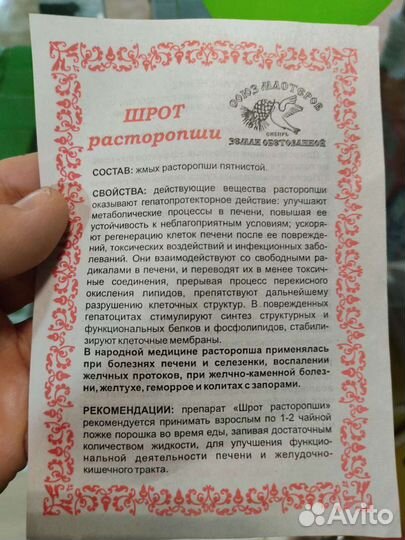 ШРОТ
расторопши
СОЮЗ МАСТЕРОВ
СИБИРЬ
ЗЕМЛИ ОБЕТОВАННОЙ
СОСТАВ: жмых расторопши пятнистой.
СВОЙСТВА: действующие вещества расторопши
оказывают гепатопротекторное действие: улучшают
метаболические процессы в печени, повышая ее
устойчивость к неблагоприятным условиям; ускоря-
ют регенерацию клеток печени после ее поврежде-
ний, токсических воздействий и инфекционных забо-
леваний. Они взаимодействуют со свободными ра-
дикалами в печени, и переводят их в менее токсич-
ные соединения, прерывая процесс перекисного
окисления липидов, препятствуют дальнейшему
разрушению клеточных структур. В поврежденных
гепатоцитах стимулируют синтез структурных и
функциональных белков и фосфолипидов, стабили-
зируют клеточные мембраны.
В народной медицине расторопша применялась
при болезнях печени и селезенки, воспалении
желчных протоков, при желчно-каменной болез-
ни, желтухе, геморрое и колитах с запорами.
РЕКОМЕНДАЦИИ: препарат «Шрот расторопши»
рекомендуется принимать взрослым по 1-2 чайной
ложке порошка во время еды, запивая достаточным
количеством жидкости, для улучшения функцио-
нальной деятельности печени и желудочно-
кишечного тракта.
Avito